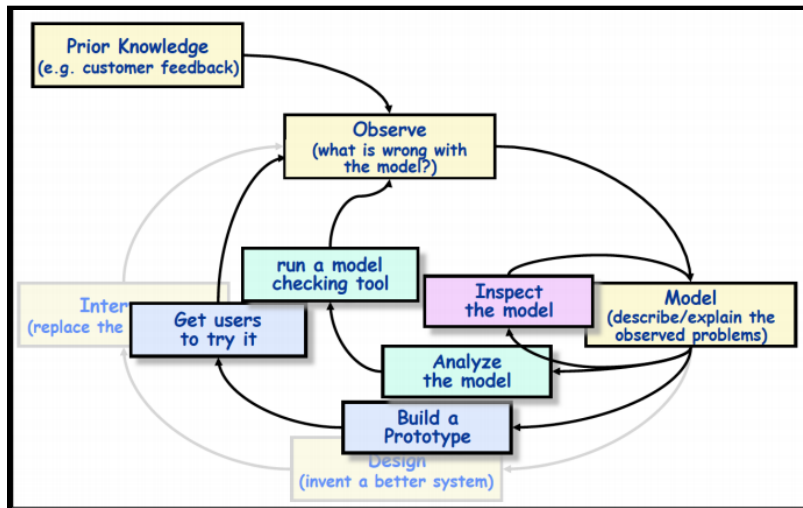 Prior Knowledge
(e.g. customer feedback)
Observe
(what is wrong with
the model?)
run a model
checking tool
Inspect
the model
Model
(describe/explain the
observed problems)
Inter
(replace the
Get users
to try it
Analyze
the model
Build a
Prototype
Design
(invent a better system)